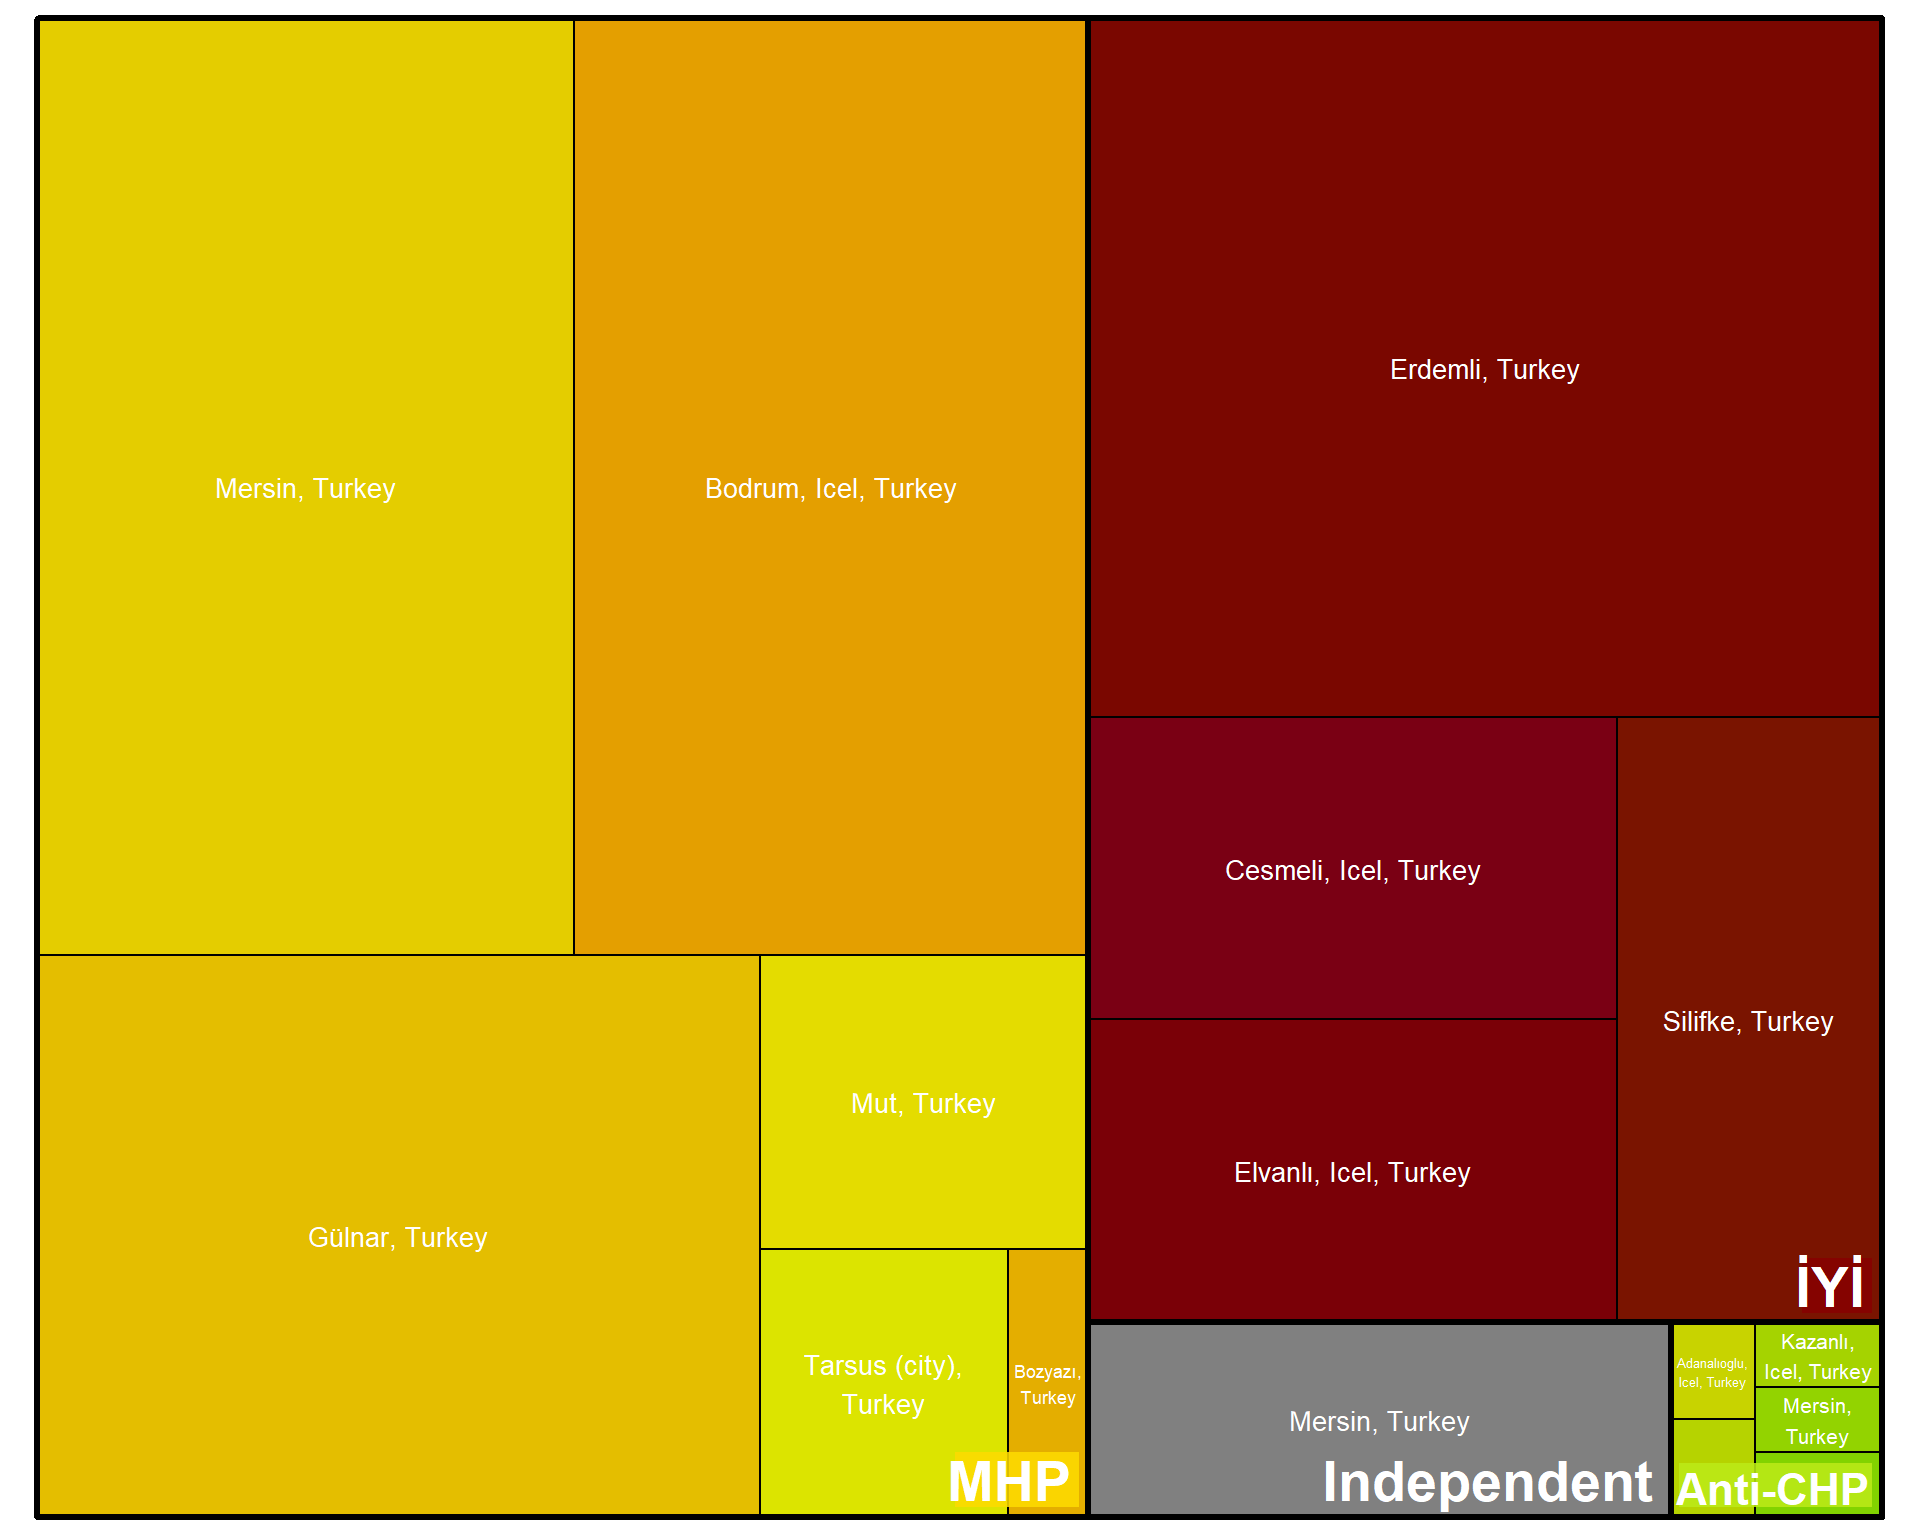 Mersin, Turkey
Bodrum, Icel, Turkey
Gülnar, Turkey
Mut, Turkey
Tarsus (city),
Turkey
Bozyazı,
Turkey
MHP
Erdemli, Turkey
Cesmeli, Icel, Turkey
Elvanlı, Icel, Turkey
Silifke, Turkey
İYİ
Mersin, Turkey
Independent
Adanalıoglu,
Icel, Turkey
Kazanlı,
Icel, Turkey
Mersin,
Turkey
Anti-CHP